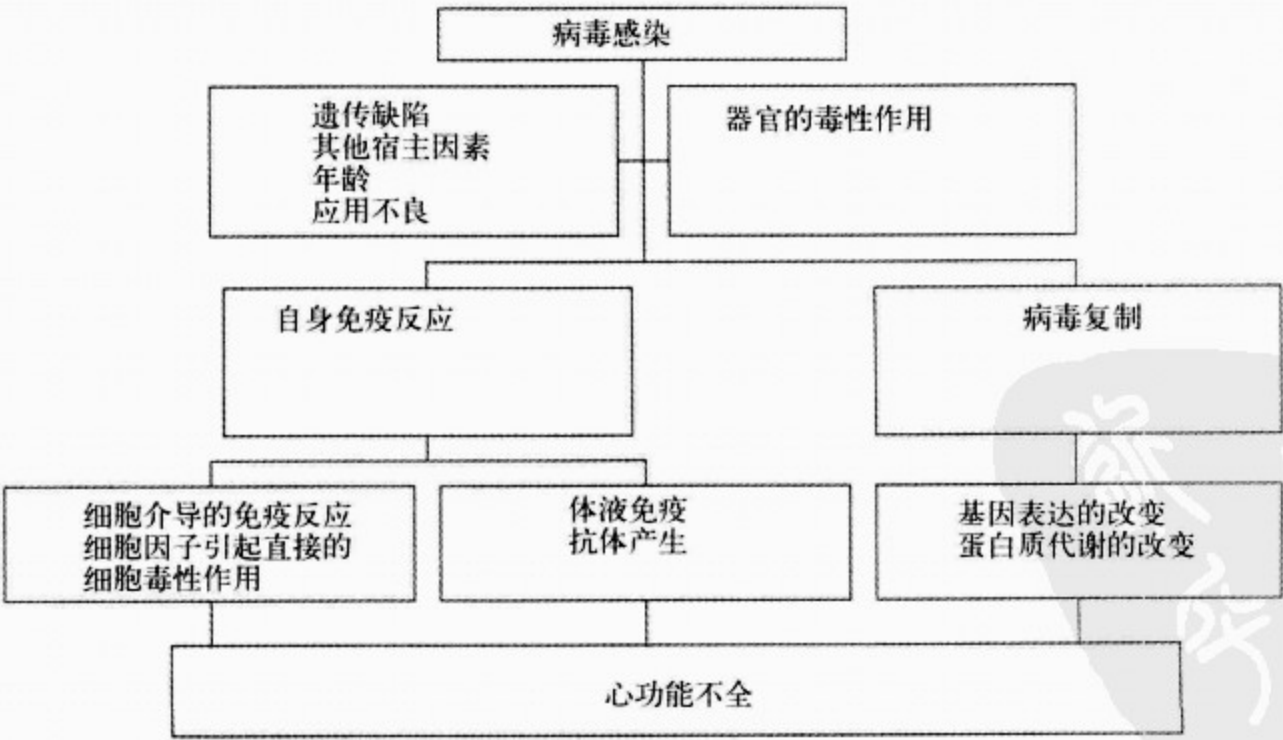 病毒感染
遗传缺陷
其他宿主因素
年龄
应用不良
器官的毒性作用
自身免疫反应
病毒复制
细胞介导的免疫反应
细胞因子引起直接的
细胞毒性作用
体液免疫
抗体产生
基因表达的改变
蛋白质代谢的改变
心功能不全